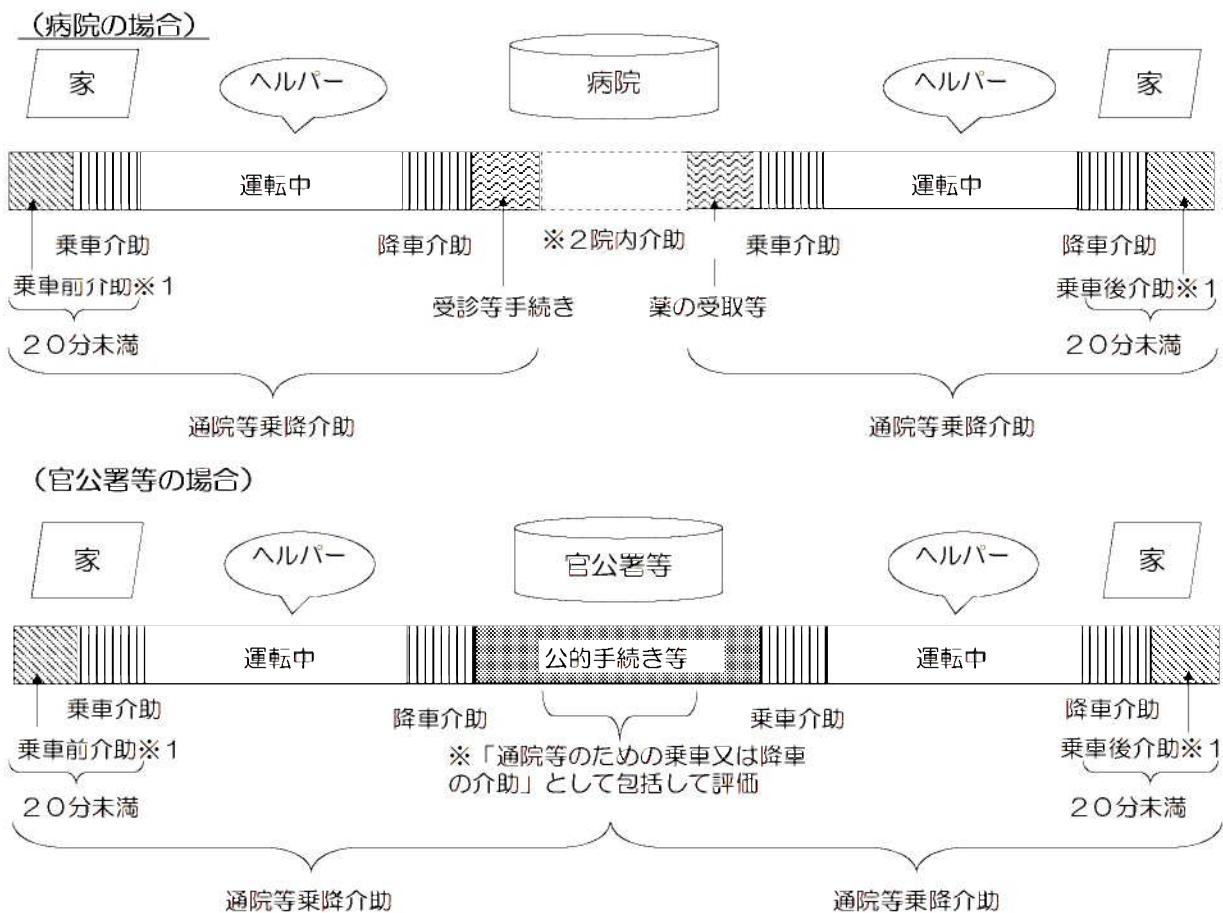 （病院の場合）
家 ヘルパー 病院 ヘルパー 家
運転中 運転中
乗車介助 降車介助 ※２院内介助 乗車介助 降車介助
乗車前介助※１ 受診等手続き 薬の受取等 乗車後介助※１
２０分未満 ２０分未満
通院等乗降介助 通院等乗降介助
（官公署等の場合）
家 ヘルパー 官公署等 ヘルパー 家
運転中 公的手続き等 運転中
乗車介助 降車介助 乗車介助 降車介助
乗車前介助※１ ※「通院等のための乗車又は降車 乗車後介助※１
の介助」として包括して評価
２０分未満 ２０分未満
通院等乗降介助 通院等乗降介助